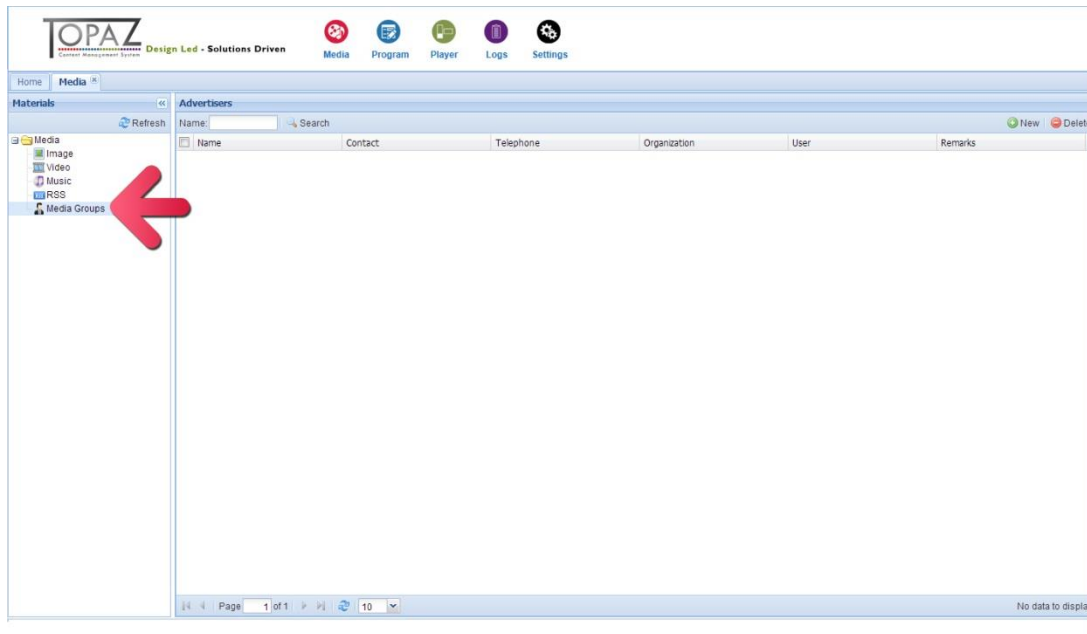 TOPAZ
Content Management System
Design Led - Solutions Driven
Media Program Player Logs Settings
Home Media
Materials
Refresh
Media
Image
Video
Music
RSS
Media Groups
Advertisers
Name: Search New Delet
Name Contact Telephone Organization User Remarks
Page 1 of 1 10 No data to displa